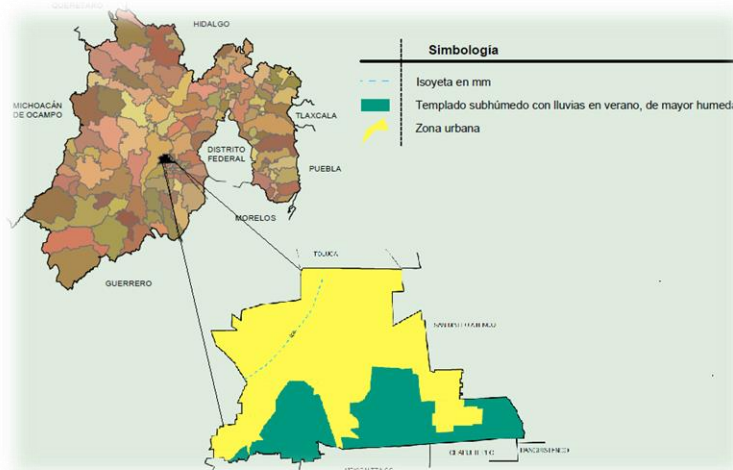 QUERETARO
HIDALGO
MICHOACÁN
DE OCAMPO
TLAXCALA
DISTRITO
FEDERAL
PUEBLA
MORELOS
GUERRERO
Simbología
Isoyeta en mm
Templado subhúmedo con lluvias en verano, de mayor humeda
Zona urbana
TOLUCA